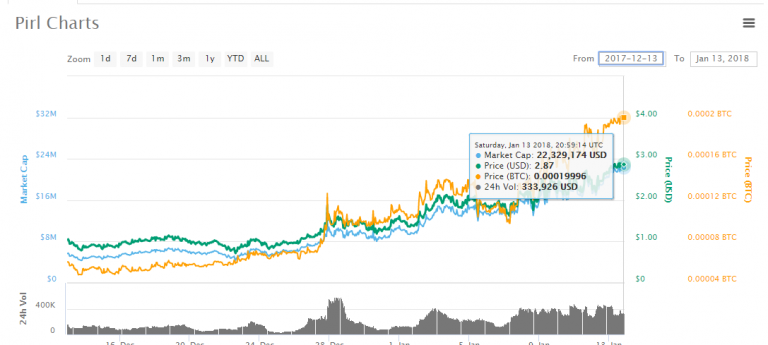 Pirl Charts
Zoom 1d 7d 1m 3m 1y YTD ALL From 2017-12-13 To Jan 13, 2018
$32M $4.00 0.0002 BTC
$24M $3.00 0.00016 BTC
$16M $2.00 0.00012 BTC
$8M $1.00 0.00008 BTC
$0 $0 0.00004 BTC
Market Cap
Price (USD)
Price (BTC)
Saturday, Jan 13 2018, 20:59:14 UTC
Market Cap: 22,329,174 USD
Price (USD): 2.87
Price (BTC): 0.00019996
24h Vol: 333,926 USD
24h Vol
400K
0
16. Dec 20. Dec 24. Dec 28. Dec 1. Jan 5. Jan 9. Jan 13. Jan